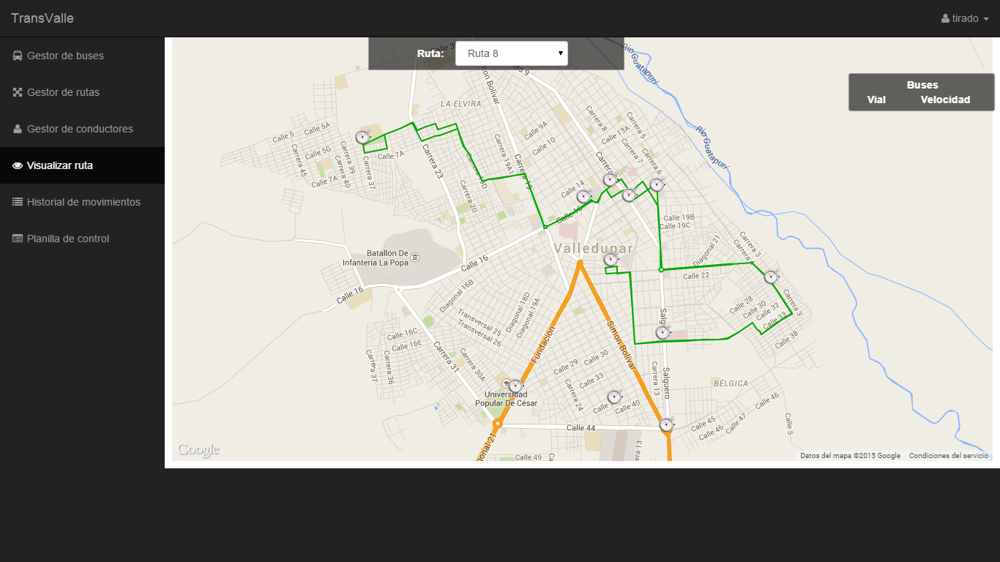 TransValle
tirado
Gestor de buses
Gestor de rutas
Gestor de conductores
Visualizar ruta
Historial de movimientos
Planilla de control
Ruta:
Ruta 8
Buses
Vial Velocidad
Río Guatapurí
Río Guatapurí
Simon Bolivar
LA ELVIRA
Calle 5
Calle 5A
Calle 5G
Carrera 45
Calle 7A
Carrera 39
Carrera 40
Carrera 37
Calle 7A
Carrera 23
Carrera 19D
Carrera 19A1
Carrera 19
Carrera 20
Calle 9A
Calle 10
Carrera 8
Calle 13A
Carrera 5
Carrera 7
Carrera 6
Calle 14
Calle 16
Calle 19B
Calle 19C
Diagonal 21
Carrera 3
Valledupar
Batallón De
Infantería La Popa
Calle 16
Calle 16
Calle 22
Carrera 3
Calle 28
Calle 30
Calle 32
Calle 33
Calle 38
Diagonal 16B
Diagonal 18D
Diagonal 19A
Transversal 25
Transversal 26
Calle 16C
Calle 16E
Carrera 37
Carrera 36
Carrera 31
Carrera 30A
Fundación
Simon Bolívar
Salguero
Calle 29
Calle 30
Calle 33
Carrera 24
Calle 40
Carrera 13
BÉLGICA
Universidad
Popular De César
Calle 44
Calle 45
Calle 46
Calle 47
Calle 46
Calle 5
Calle 49
Google
Datos del mapa ©2015 Google
Condiciones del servicio